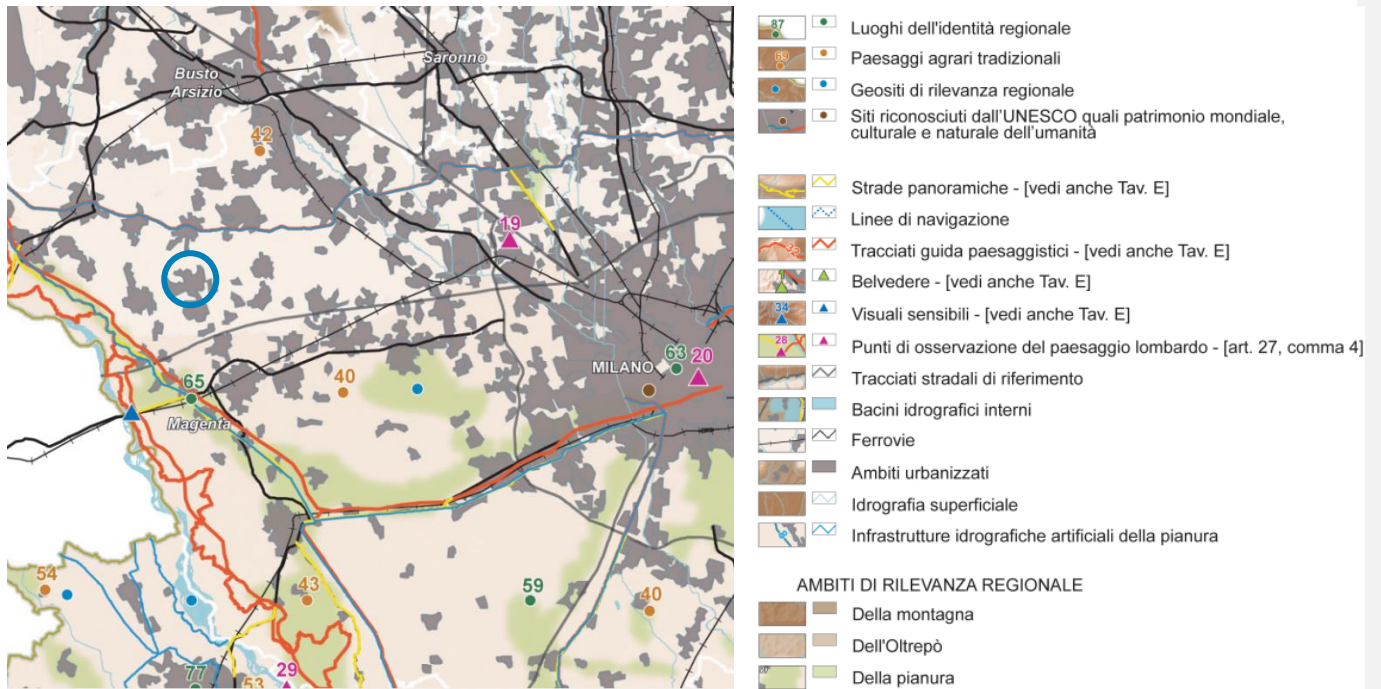 Saronno
Busto
Arsizio
42
19
63
20
MILANO
65
40
Magenta
54
43
59
40
77
53
29
87
Luoghi dell'identità regionale
69
Paesaggi agrari tradizionali
Geositi di rilevanza regionale
Siti riconosciuti dall'UNESCO quali patrimonio mondiale,
culturale e naturale dell'umanità
Strade panoramiche - [vedi anche Tav. E]
Linee di navigazione
32
Tracciati guida paesaggistici - [vedi anche Tav. E]
Belvedere - [vedi anche Tav. E]
34
Visuali sensibili - [vedi anche Tav. E]
28
Punti di osservazione del paesaggio lombardo - [art. 27, comma 4]
Tracciati stradali di riferimento
Bacini idrografici interni
Ferrovie
Ambiti urbanizzati
Idrografia superficiale
Infrastrutture idrografiche artificiali della pianura
AMBITI DI RILEVANZA REGIONALE
Della montagna
Dell'Oltrepò
Della pianura